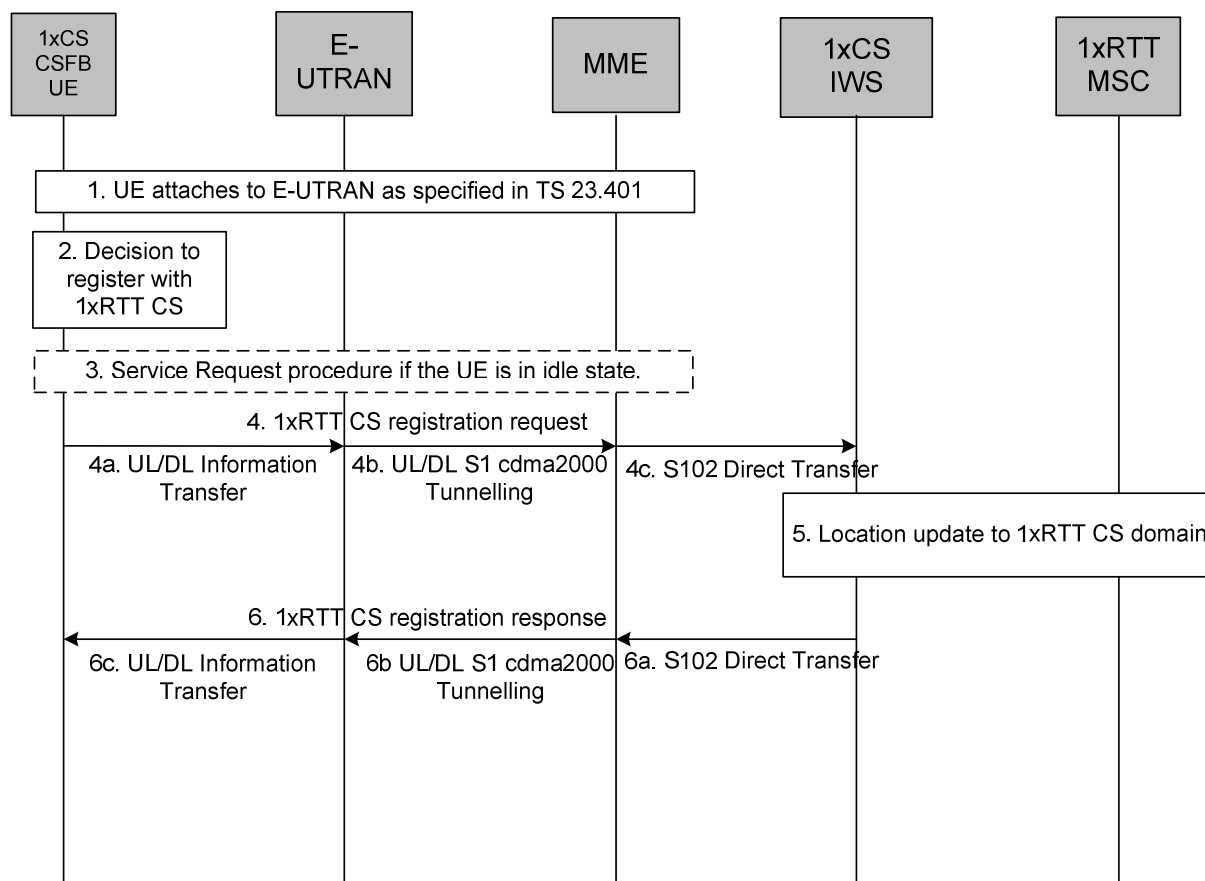 1xCS
CSFB
UE
E-
UTRAN
MME
1xCS
IWS
1xRTT
MSC
1. UE attaches to E-UTRAN as specified in TS 23.401
2. Decision to
register with
1xRTT CS
3. Service Request procedure if the UE is in idle state.
4. 1xRTT CS registration request
4a. UL/DL Information
Transfer
4b. UL/DL S1 cdma2000
Tunnelling
4c. S102 Direct Transfer
5. Location update to 1xRTT CS domain
6. 1xRTT CS registration response
6c. UL/DL Information
Transfer
6b UL/DL S1 cdma2000
Tunnelling
6a. S102 Direct Transfer